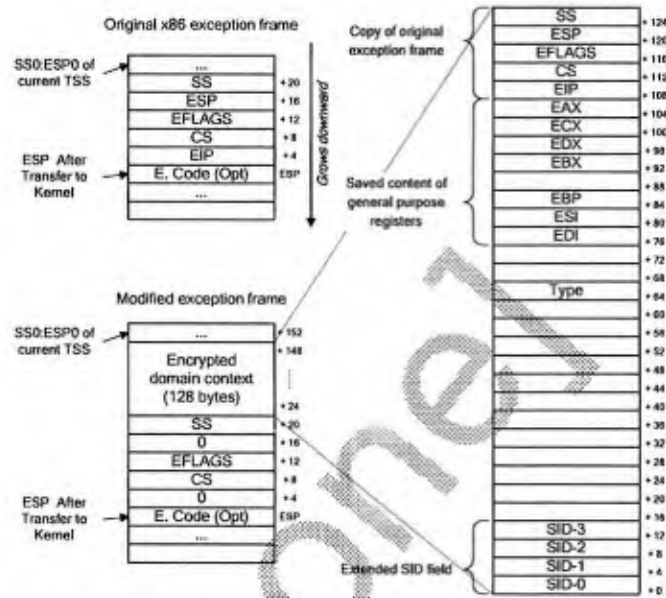 Original x86 exception frame
SS0:ESP0 of
current TSS
...
SS
+ 20
ESP
+ 16
EFLAGS
+ 12
CS
+ 8
EIP
+ 4
ESP After
Transfer to
Kernel
E. Code (Opt)
ESP
...
Grows downward
Modified exception frame
SS0:ESP0 of
current TSS
...
+ 152
+ 148
Encrypted
domain context
(128 bytes)
+ 24
SS
+ 20
0
+ 16
EFLAGS
+ 12
CS
+ 8
0
+ 4
ESP After
Transfer to
Kernel
E. Code (Opt)
ESP
...
Copy of original
exception frame
SS
+ 124
ESP
+ 120
EFLAGS
+ 116
CS
+ 112
EIP
+ 108
Saved content of
general purpose
registers
EAX
+ 104
ECX
+ 100
EDX
+ 96
EBX
+ 92
+ 88
EBP
+ 84
ESI
+ 80
EDI
+ 76
+ 72
+ 68
Type
+ 64
+ 60
+ 56
+ 52
+ 48
+ 44
+ 40
+ 36
+ 32
+ 28
+ 24
+ 20
+ 16
Extended SID field
SID-3
+ 12
SID-2
+ 8
SID-1
+ 4
SID-0
+ 0
one]